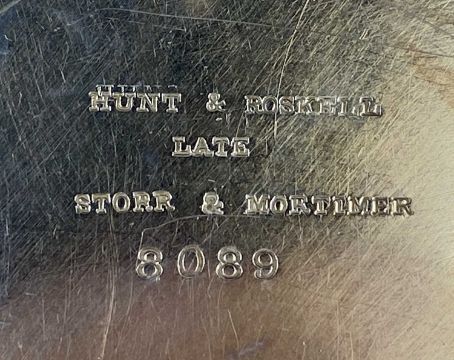 HUNT & ROSKELL
LATE
STORR & MORTIMER
8089